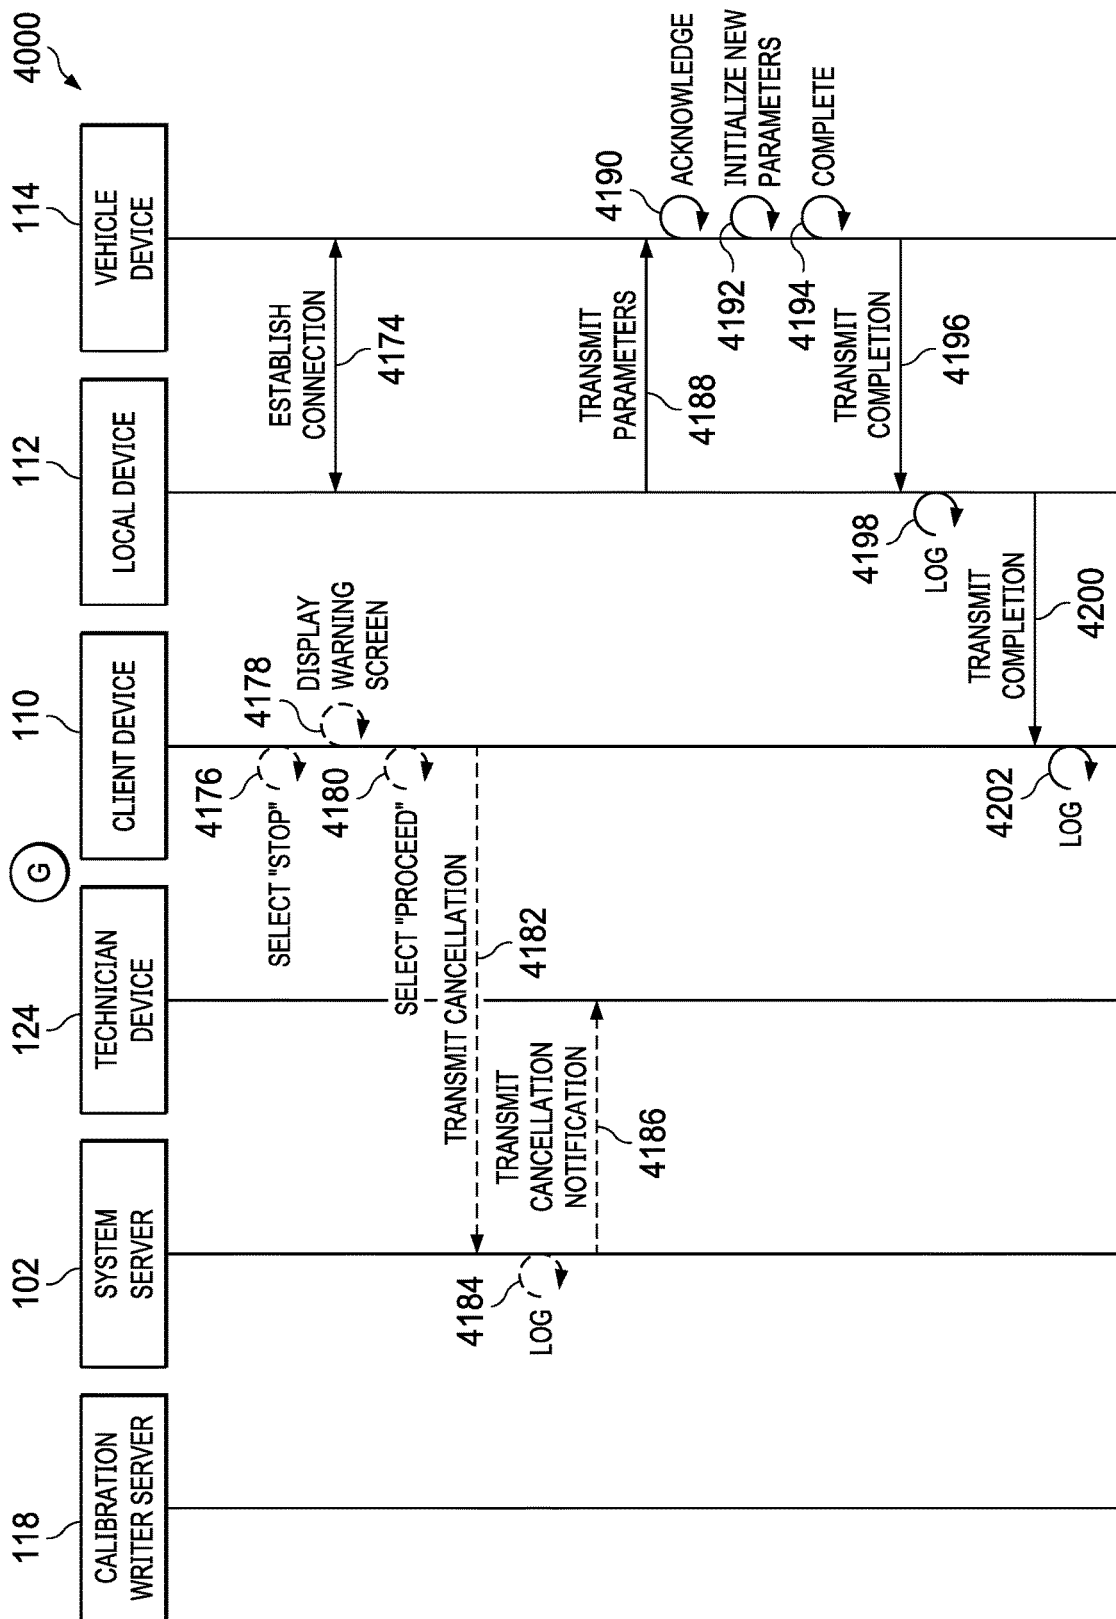 4000
118
CALIBRATION
WRITER SERVER
102
SYSTEM
SERVER
124
TECHNICIAN
DEVICE
G
110
CLIENT DEVICE
112
LOCAL DEVICE
114
VEHICLE
DEVICE
4176
SELECT "STOP"
4178
DISPLAY
WARNING
SCREEN
ESTABLISH
CONNECTION
4174
4180
SELECT "PROCEED"
TRANSMIT CANCELLATION
4182
4184
LOG
TRANSMIT
CANCELLATION
NOTIFICATION
4186
TRANSMIT
PARAMETERS
4188
4190
ACKNOWLEDGE
4192
INITIALIZE NEW
PARAMETERS
4194
COMPLETE
TRANSMIT
COMPLETION
4196
4198
LOG
TRANSMIT
COMPLETION
4200
4202
LOG